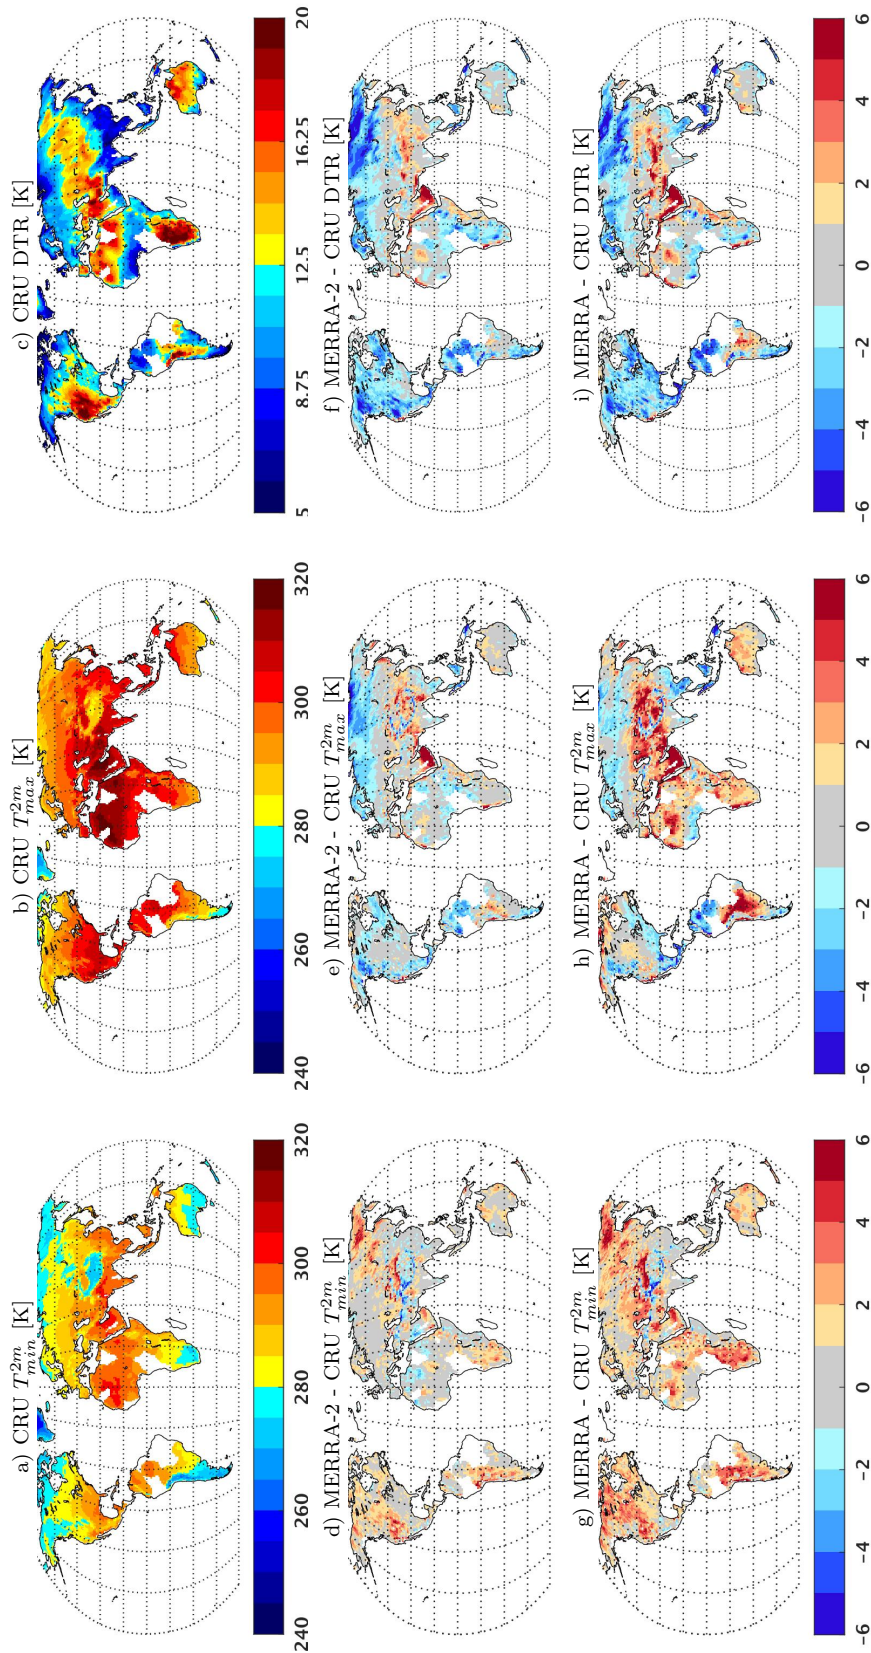 a) CRU T^{2m}_{min} [K]
240 260 280 300 320
b) CRU T^{2m}_{max} [K]
240 260 280 300 320
c) CRU DTR [K]
5 8.75 12.5 16.25 20
d) MERRA-2 - CRU T^{2m}_{min} [K]
e) MERRA-2 - CRU T^{2m}_{max} [K]
f) MERRA-2 - CRU DTR [K]
g) MERRA - CRU T^{2m}_{min} [K]
−6 −4 −2 0 2 4 6
h) MERRA - CRU T^{2m}_{max} [K]
−6 −4 −2 0 2 4 6
i) MERRA - CRU DTR [K]
−6 −4 −2 0 2 4 6